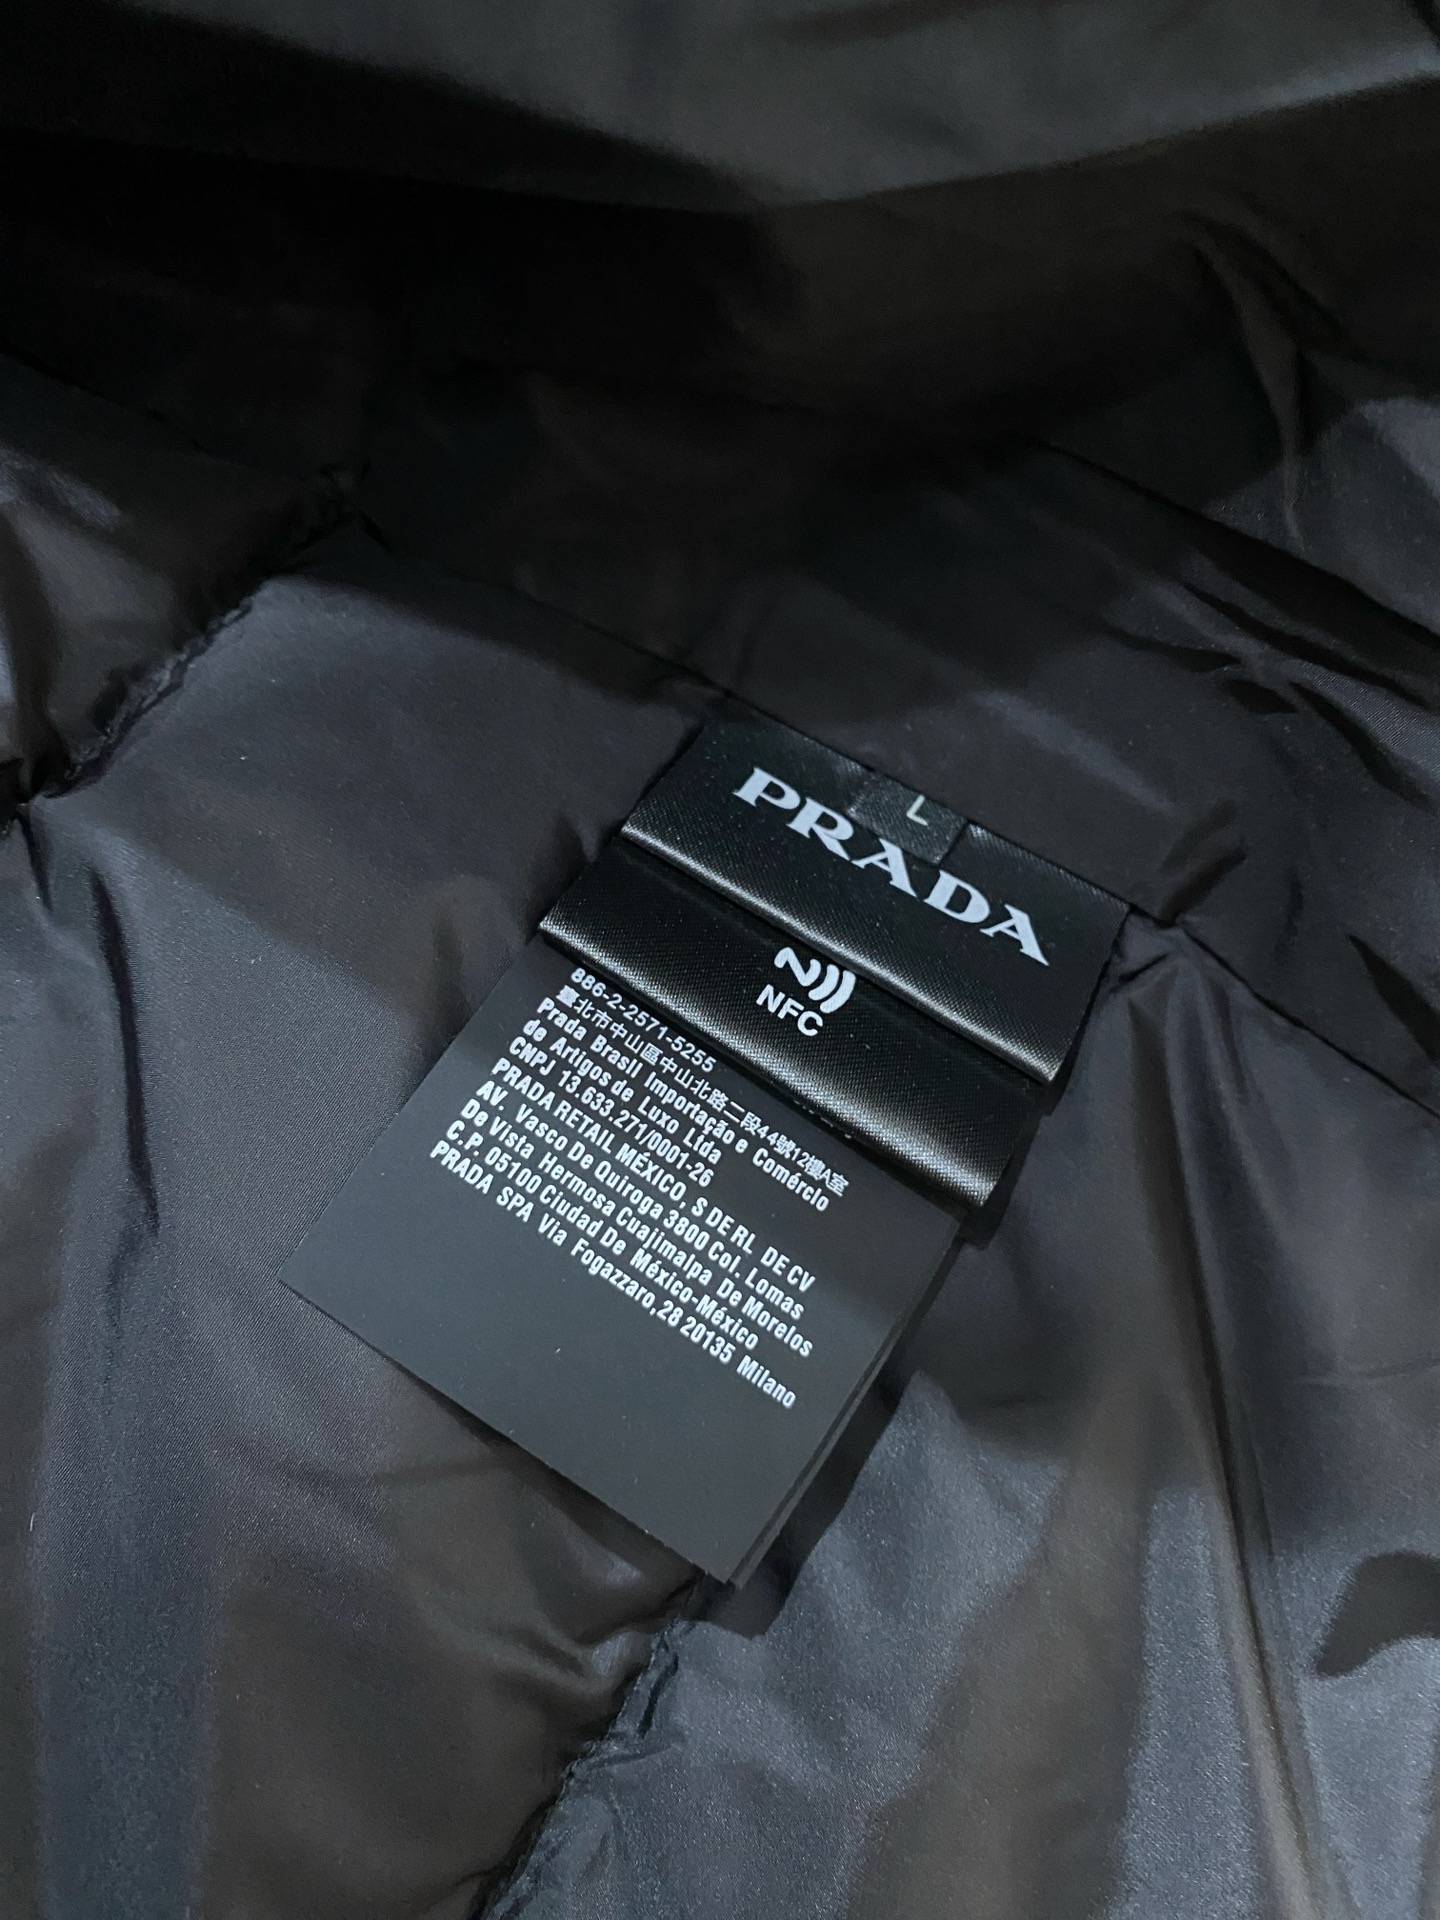 L
PRADA
NFC
886-2-2571-5255
臺北市中山區中山北路二段44號12樓A室
Prada Brasil Importação e Comércio
de Artigos de Luxo Ltda
CNPJ 13.633.271/0001-26
PRADA RETAIL MÉXICO, S DE RL DE CV
AV. Vasco De Quiroga 3800 Col. Lomas
De Vista Hermosa Cuajimalpa De Morelos
C.P. 05100 Ciudad De México-México
PRADA SPA Via Fogazzaro, 28 20135 Milano